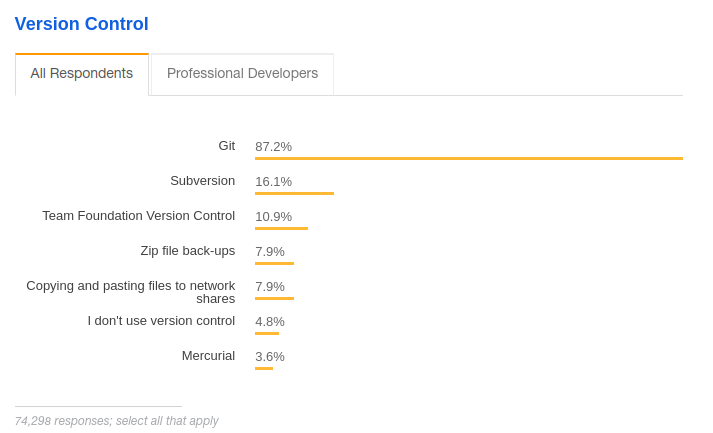 Version Control
All Respondents
Professional Developers
Git 87.2%
Subversion 16.1%
Team Foundation Version Control 10.9%
Zip file back-ups 7.9%
Copying and pasting files to network 7.9%
shares
I don't use version control 4.8%
Mercurial 3.6%
74,298 responses; select all that apply